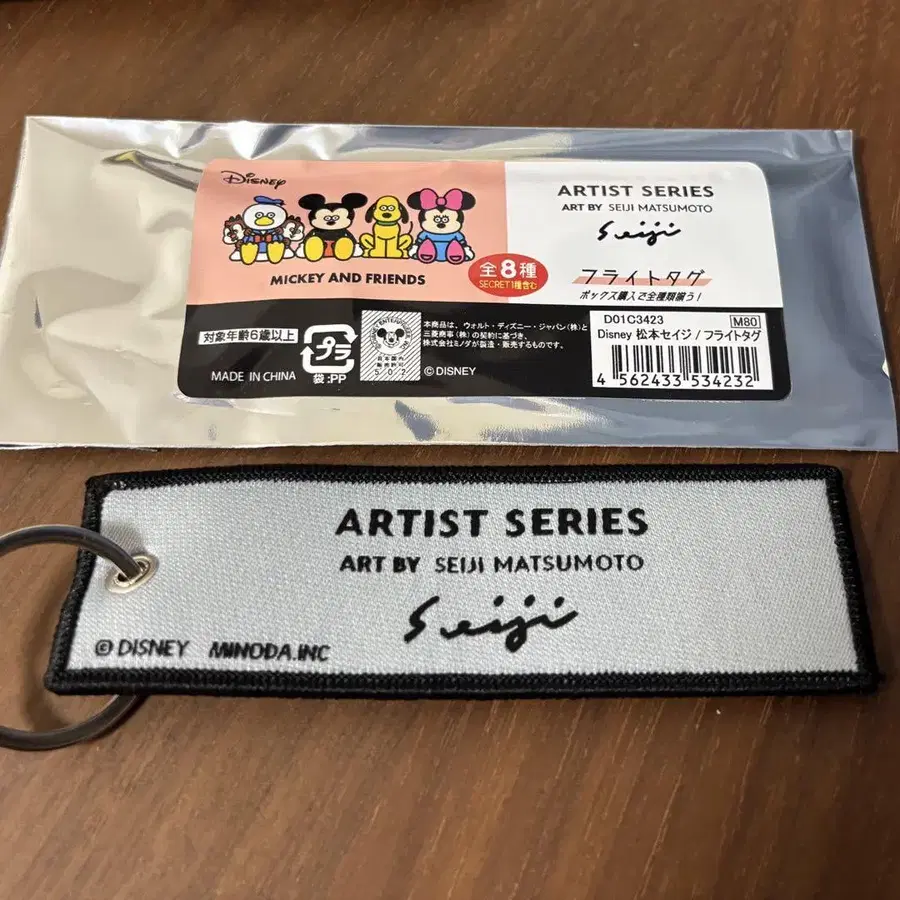 Disney
MICKEY AND FRIENDS
全8種
SECRET1種含む
ARTIST SERIES
ART BY SEIJI MATSUMOTO
Seiji
フライトタグ
ボックス購入で全種類揃う!
対象年齢6歳以上
MADE IN CHINA
プラ
袋:PP
日本国内
本商品は、ウォルト・ディズニー・ジャパン(株)と
三菱商事(株)の契約に基づき、
株式会社ミノダが製造・販売するものです。
©DISNEY
D01C3423
M80
Disney 松本セイジ / フライトタグ
4 562433 534232
ARTIST SERIES
ART BY SEIJI MATSUMOTO
Seiji
© DISNEY MINODA.INC